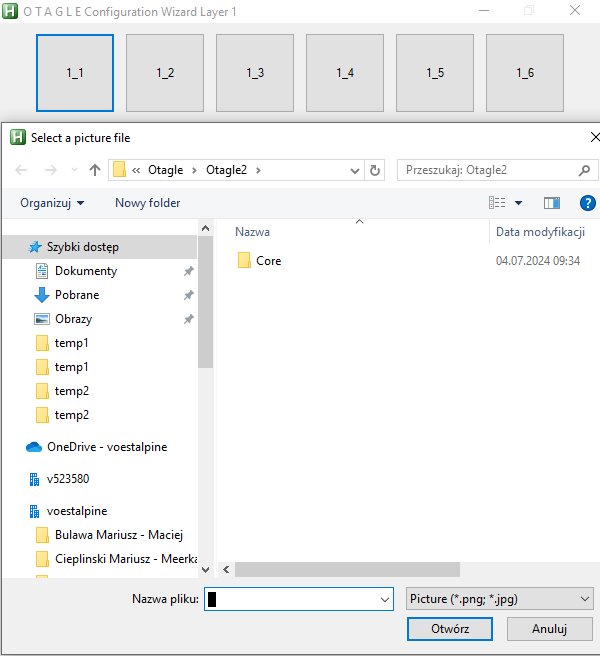 O T A G L E Configuration Wizard Layer 1
1_1 1_2 1_3 1_4 1_5 1_6
Select a picture file
« Otagle > Otagle2 > Przeszukaj: Otagle2
Organizuj New folder
Szybki dostęp
Dokumenty
Pobrane
Obrazy
temp1
temp1
temp2
temp2
OneDrive - voestalpine
v523580
voestalpine
Bulawa Mariusz - Maciej
Cieplinski Mariusz - Meerka
Nazwa Data modyfikacji
Core 04.07.2024 09:34
Nazwa pliku: Picture (*.png; *.jpg)
Otwórz Anuluj